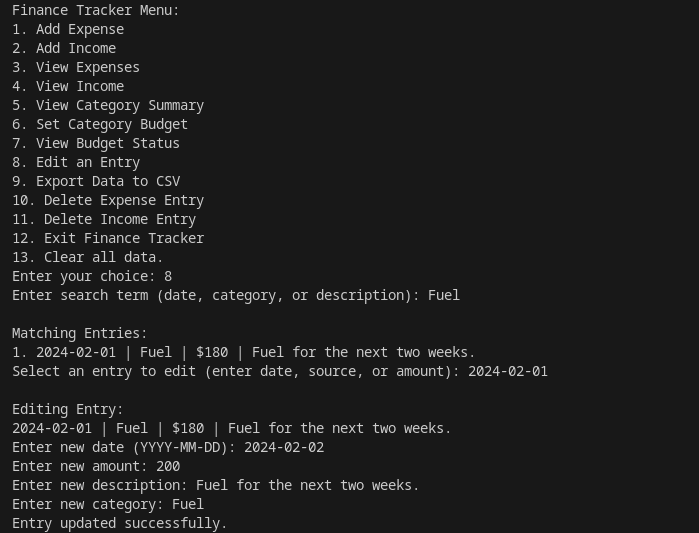 Finance Tracker Menu:
1. Add Expense
2. Add Income
3. View Expenses
4. View Income
5. View Category Summary
6. Set Category Budget
7. View Budget Status
8. Edit an Entry
9. Export Data to CSV
10. Delete Expense Entry
11. Delete Income Entry
12. Exit Finance Tracker
13. Clear all data.
Enter your choice: 8
Enter search term (date, category, or description): Fuel
Matching Entries:
1. 2024-02-01 | Fuel | $180 | Fuel for the next two weeks.
Select an entry to edit (enter date, source, or amount): 2024-02-01
Editing Entry:
2024-02-01 | Fuel | $180 | Fuel for the next two weeks.
Enter new date (YYYY-MM-DD): 2024-02-02
Enter new amount: 200
Enter new description: Fuel for the next two weeks.
Enter new category: Fuel
Entry updated successfully.